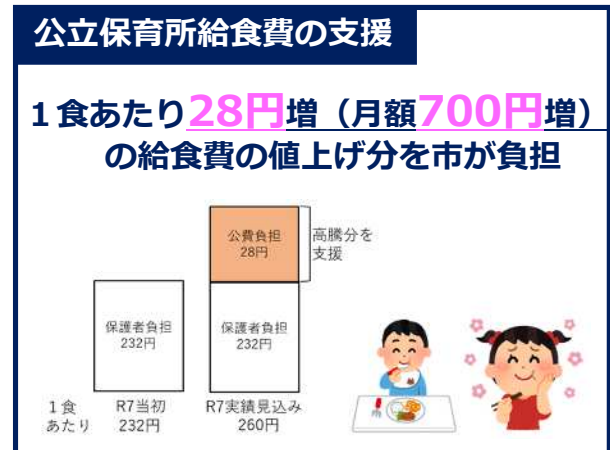 公立保育所給食費の支援
１食あたり28円増（月額700円増）
の給食費の値上げ分を市が負担
公費負担
28円
高騰分を
支援
保護者負担
232円
保護者負担
232円
１食
あたり
R7当初
232円
R7実績見込み
260円